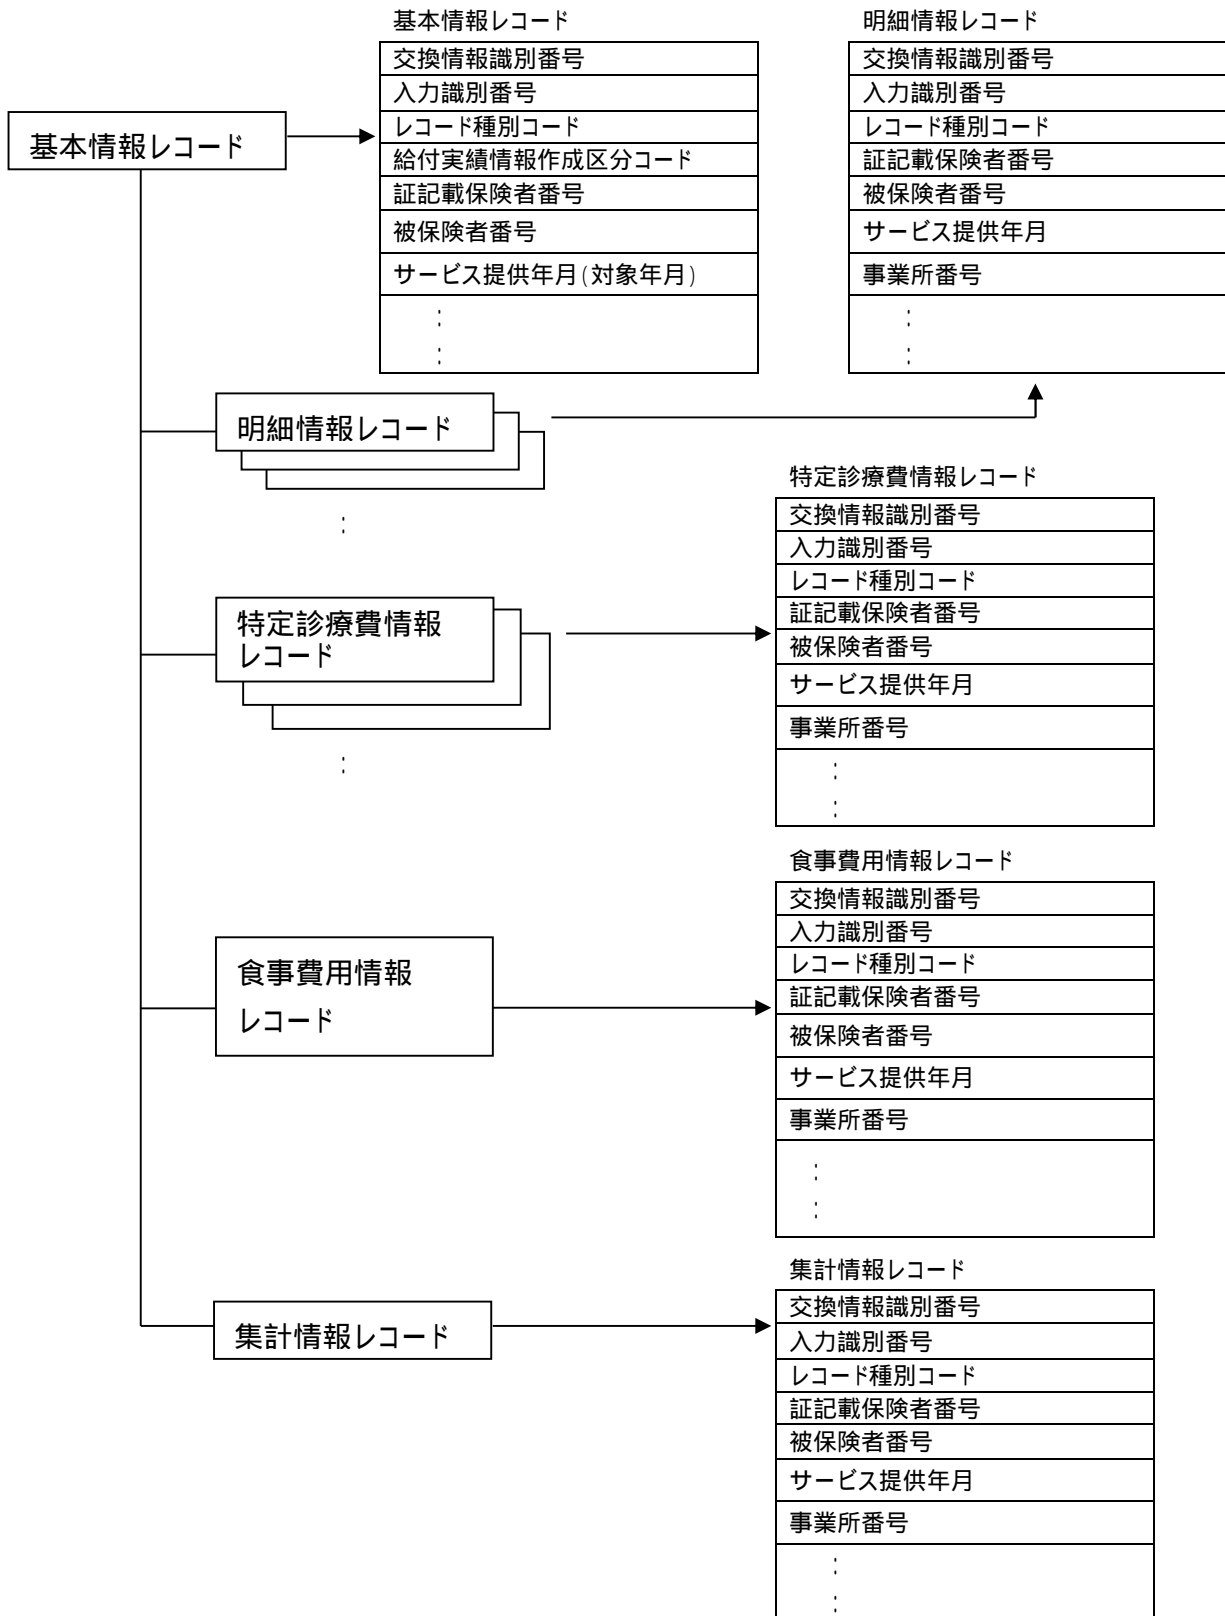 基本情報レコード
明細情報レコード
交換情報識別番号
入力識別番号
レコード種別コード
給付実績情報作成区分コード
証記載保険者番号
被保険者番号
サービス提供年月(対象年月)
:
:
交換情報識別番号
入力識別番号
レコード種別コード
証記載保険者番号
被保険者番号
サービス提供年月
事業所番号
:
:
基本情報レコード
明細情報レコード
:
特定診療費情報レコード
交換情報識別番号
入力識別番号
レコード種別コード
証記載保険者番号
被保険者番号
サービス提供年月
事業所番号
:
:
特定診療費情報
レコード
:
食事費用情報レコード
交換情報識別番号
入力識別番号
レコード種別コード
証記載保険者番号
被保険者番号
サービス提供年月
事業所番号
:
:
食事費用情報
レコード
集計情報レコード
交換情報識別番号
入力識別番号
レコード種別コード
証記載保険者番号
被保険者番号
サービス提供年月
事業所番号
:
:
集計情報レコード